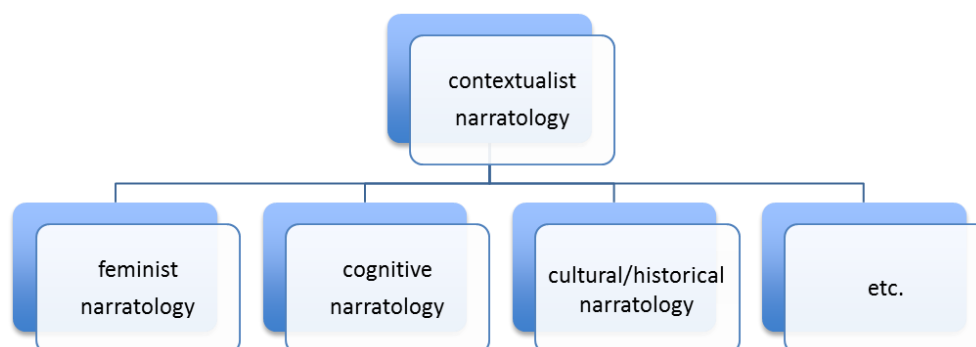 contextualist
narratology
feminist
narratology
cognitive
narratology
cultural/historical
narratology
etc.